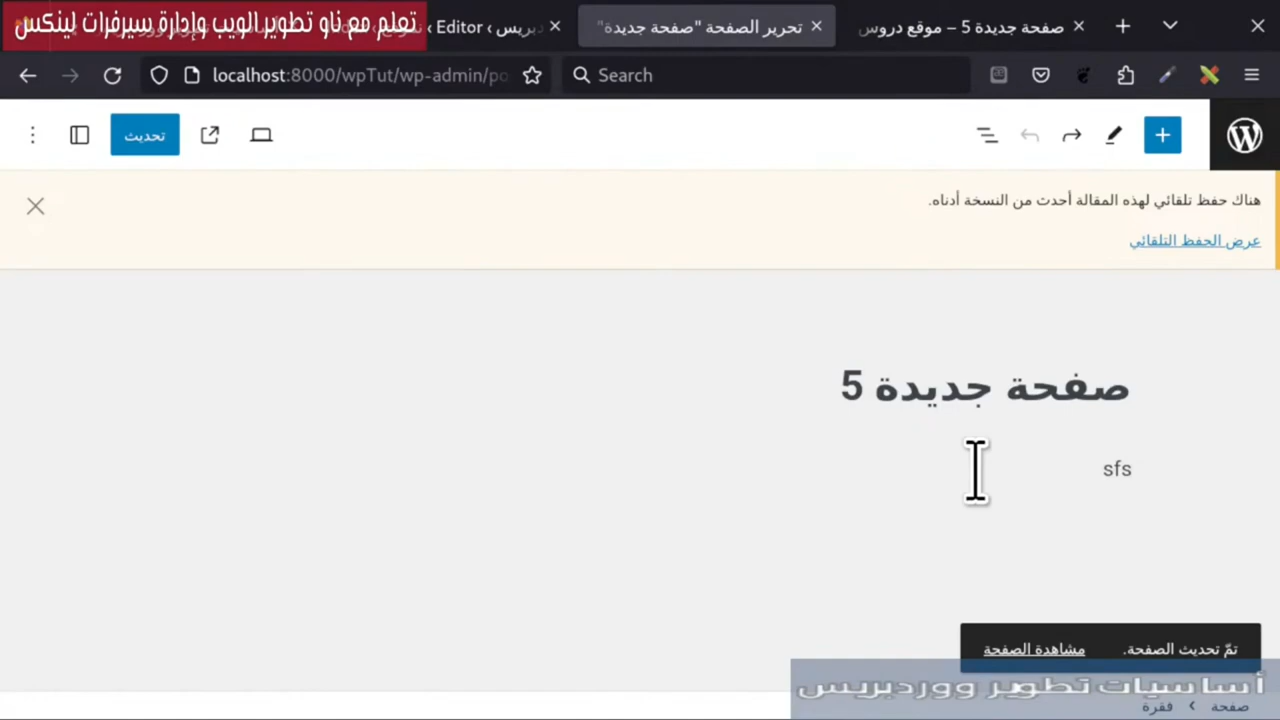 تعلم مع ناو تطوير الويب وإدارة سيرفرات لينكس
دبريس › Editor ›
تحرير الصفحة "صفحة جديدة"
صفحة جديدة 5 – موقع دروس
localhost:8000/wpTut/wp-admin/po
Search
تحديث
هناك حفظ تلقائي لهذه المقالة أحدث من النسخة أدناه.
عرض الحفظ التلقائي
صفحة جديدة 5
sfs
تمّ تحديث الصفحة. مشاهدة الصفحة
أساسيات تطوير ووردبريس
صفحة › فقرة